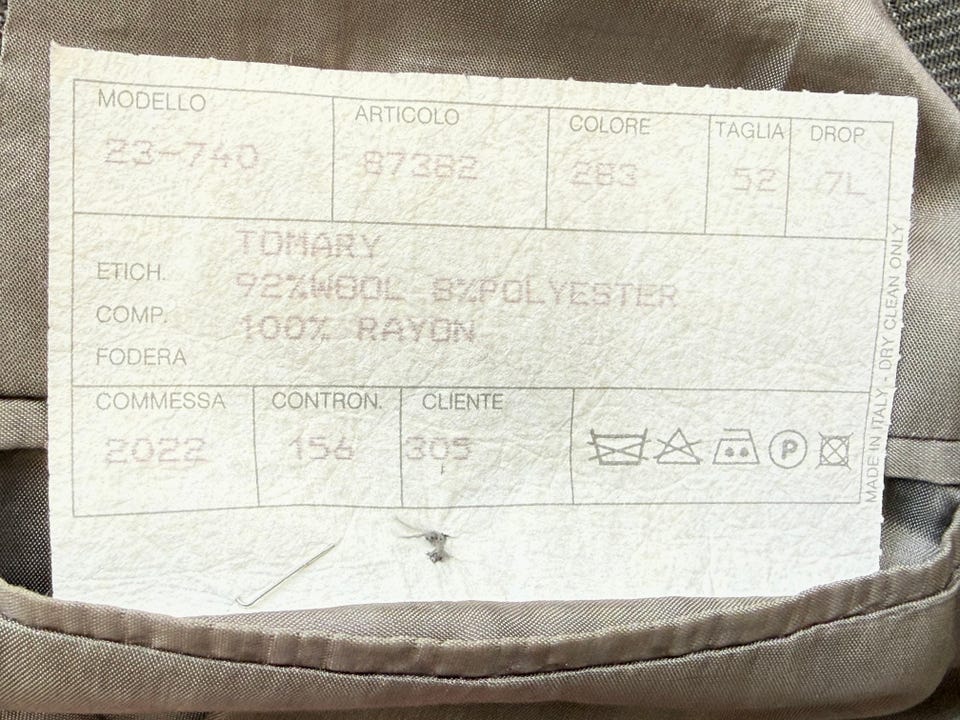 MODELLO ARTICOLO COLORE TAGLIA DROP
23-740 87382 283 52 7L
ETICH. TOMARY
COMP. 92%WOOL 8%POLYESTER
FODERA 100% RAYON
COMMESSA CONTRON. CLIENTE
2022 156 305
P
MADE IN ITALY - DRY CLEAN ONLY